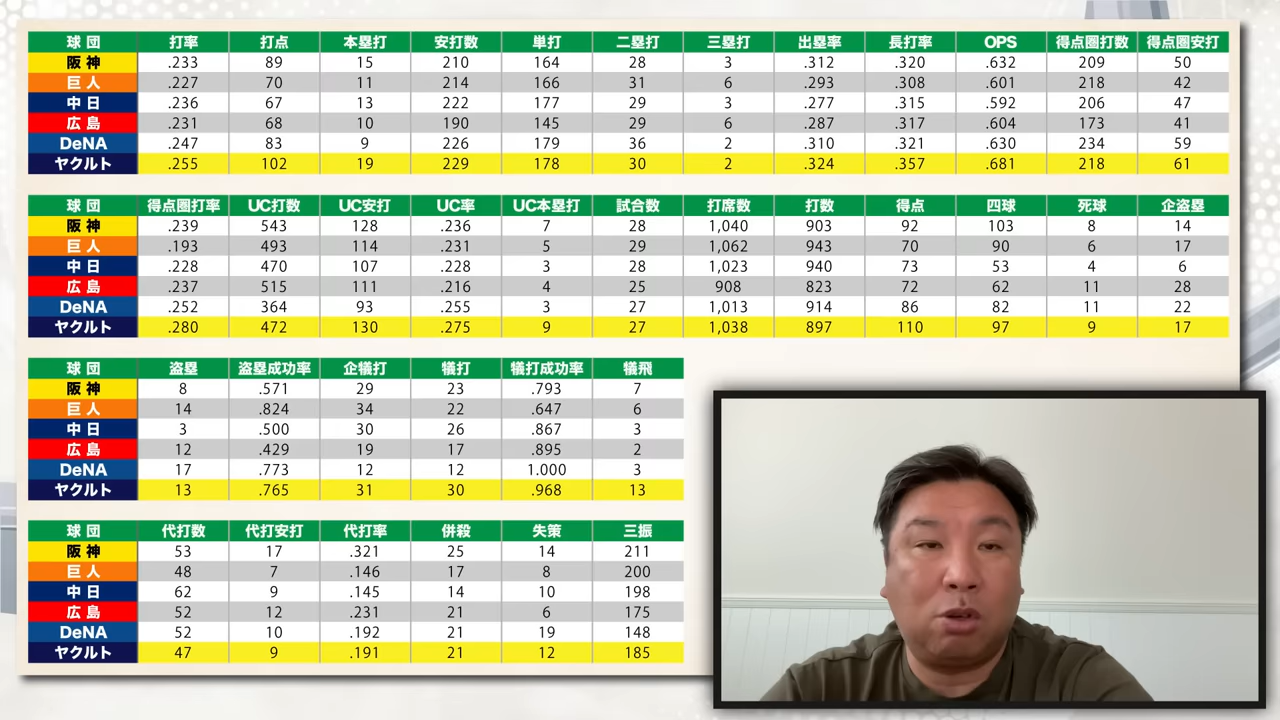 球団 打率 打点 本塁打 安打数 単打 二塁打 三塁打 出塁率 長打率 OPS 得点圏打数 得点圏安打
阪神 .233 89 15 210 164 28 3 .312 .320 .632 209 50
巨人 .227 70 11 214 166 31 6 .293 .308 .601 218 42
中日 .236 67 13 222 177 29 3 .277 .315 .592 206 47
広島 .231 68 10 190 145 29 6 .287 .317 .604 173 41
DeNA .247 83 9 226 179 36 2 .310 .321 .630 234 59
ヤクルト .255 102 19 229 178 30 2 .324 .357 .681 218 61
球団 得点圏打率 UC打数 UC安打 UC率 UC本塁打 試合数 打席数 打数 得点 四球 死球 企盗塁
阪神 .239 543 128 .236 7 28 1,040 903 92 103 8 14
巨人 .193 493 114 .231 5 29 1,062 943 70 90 6 17
中日 .228 470 107 .228 3 28 1,023 940 73 53 4 6
広島 .237 515 111 .216 4 25 908 823 72 62 11 28
DeNA .252 364 93 .255 3 27 1,013 914 86 82 11 22
ヤクルト .280 472 130 .275 9 27 1,038 897 110 97 9 17
球団 盗塁 盗塁成功率 企犠打 犠打 犠打成功率 犠飛
阪神 8 .571 29 23 .793 7
巨人 14 .824 34 22 .647 6
中日 3 .500 30 26 .867 3
広島 12 .429 19 17 .895 2
DeNA 17 .773 12 12 1.000 3
ヤクルト 13 .765 31 30 .968 13
球団 代打数 代打安打 代打率 併殺 失策 三振
阪神 53 17 .321 25 14 211
巨人 48 7 .146 17 8 200
中日 62 9 .145 14 10 198
広島 52 12 .231 21 6 175
DeNA 52 10 .192 21 19 148
ヤクルト 47 9 .191 21 12 185